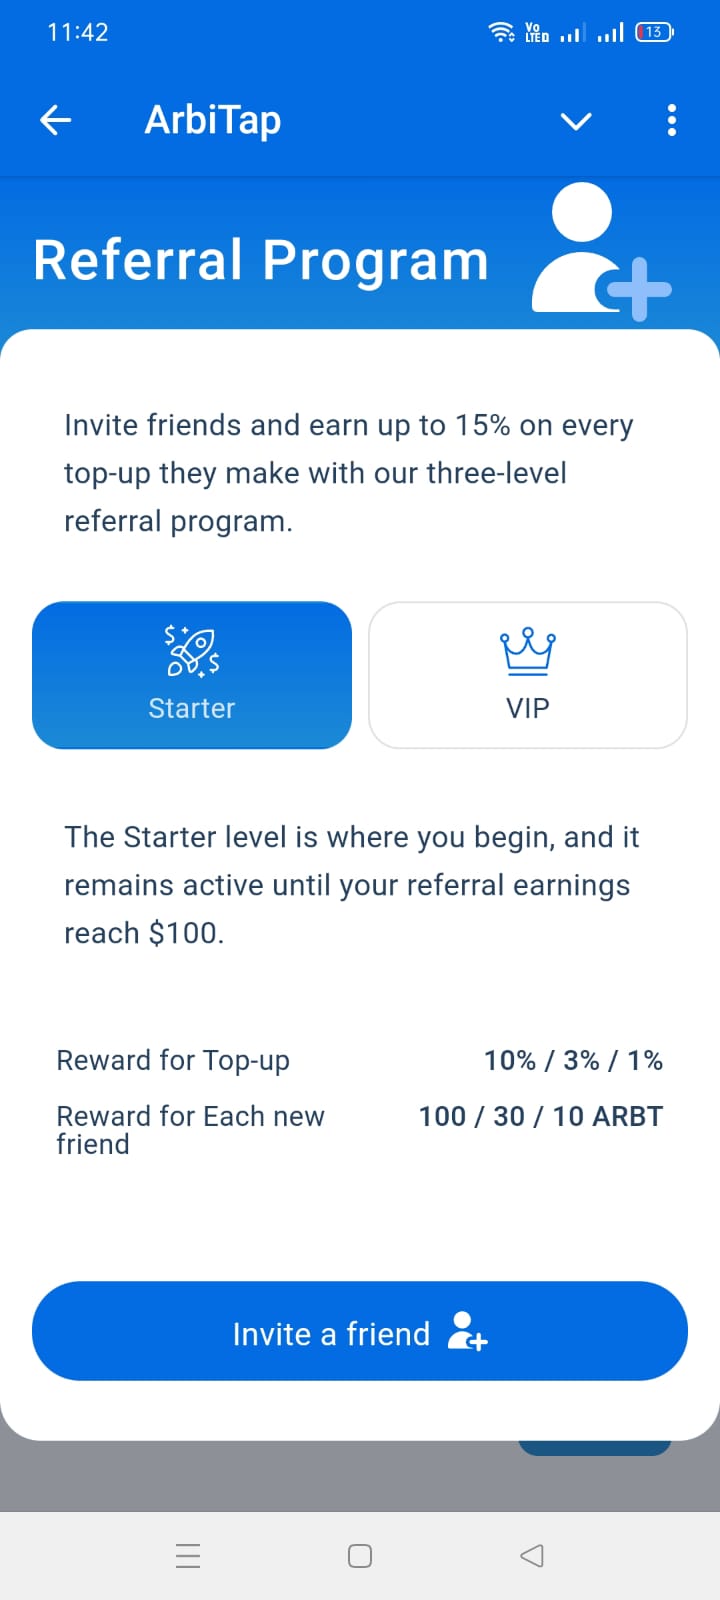 11:42
Vo
LTED
13
ArbiTap
Referral Program
Invite friends and earn up to 15% on every
top-up they make with our three-level
referral program.
Starter
VIP
The Starter level is where you begin, and it
remains active until your referral earnings
reach $100.
Reward for Top-up 10% / 3% / 1%
Reward for Each new 100 / 30 / 10 ARBT
friend
Invite a friend